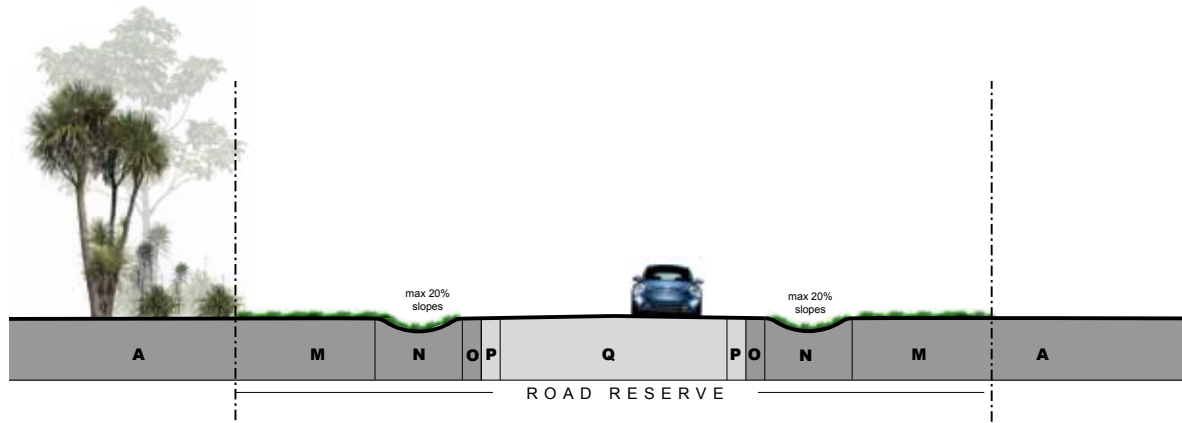 max 20%
slopes
max 20%
slopes
A M N O P Q P O N M A
ROAD RESERVE